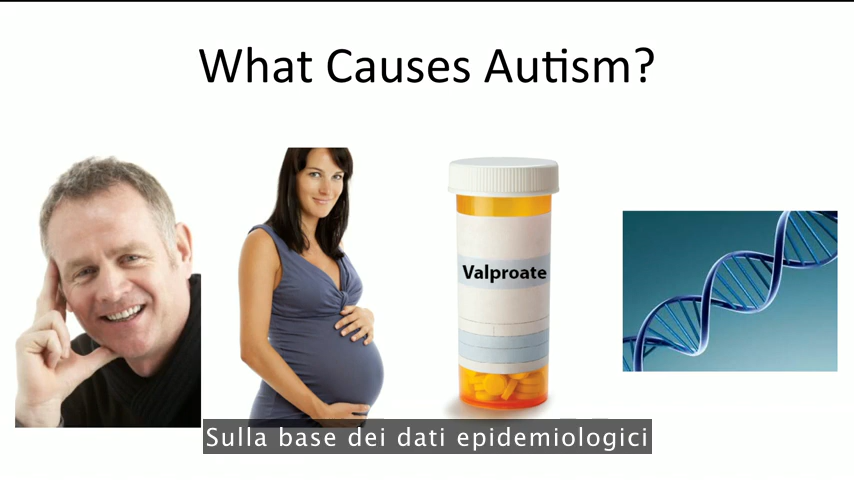 What Causes Autism?
Valproate
Sulla base dei dati epidemiologici